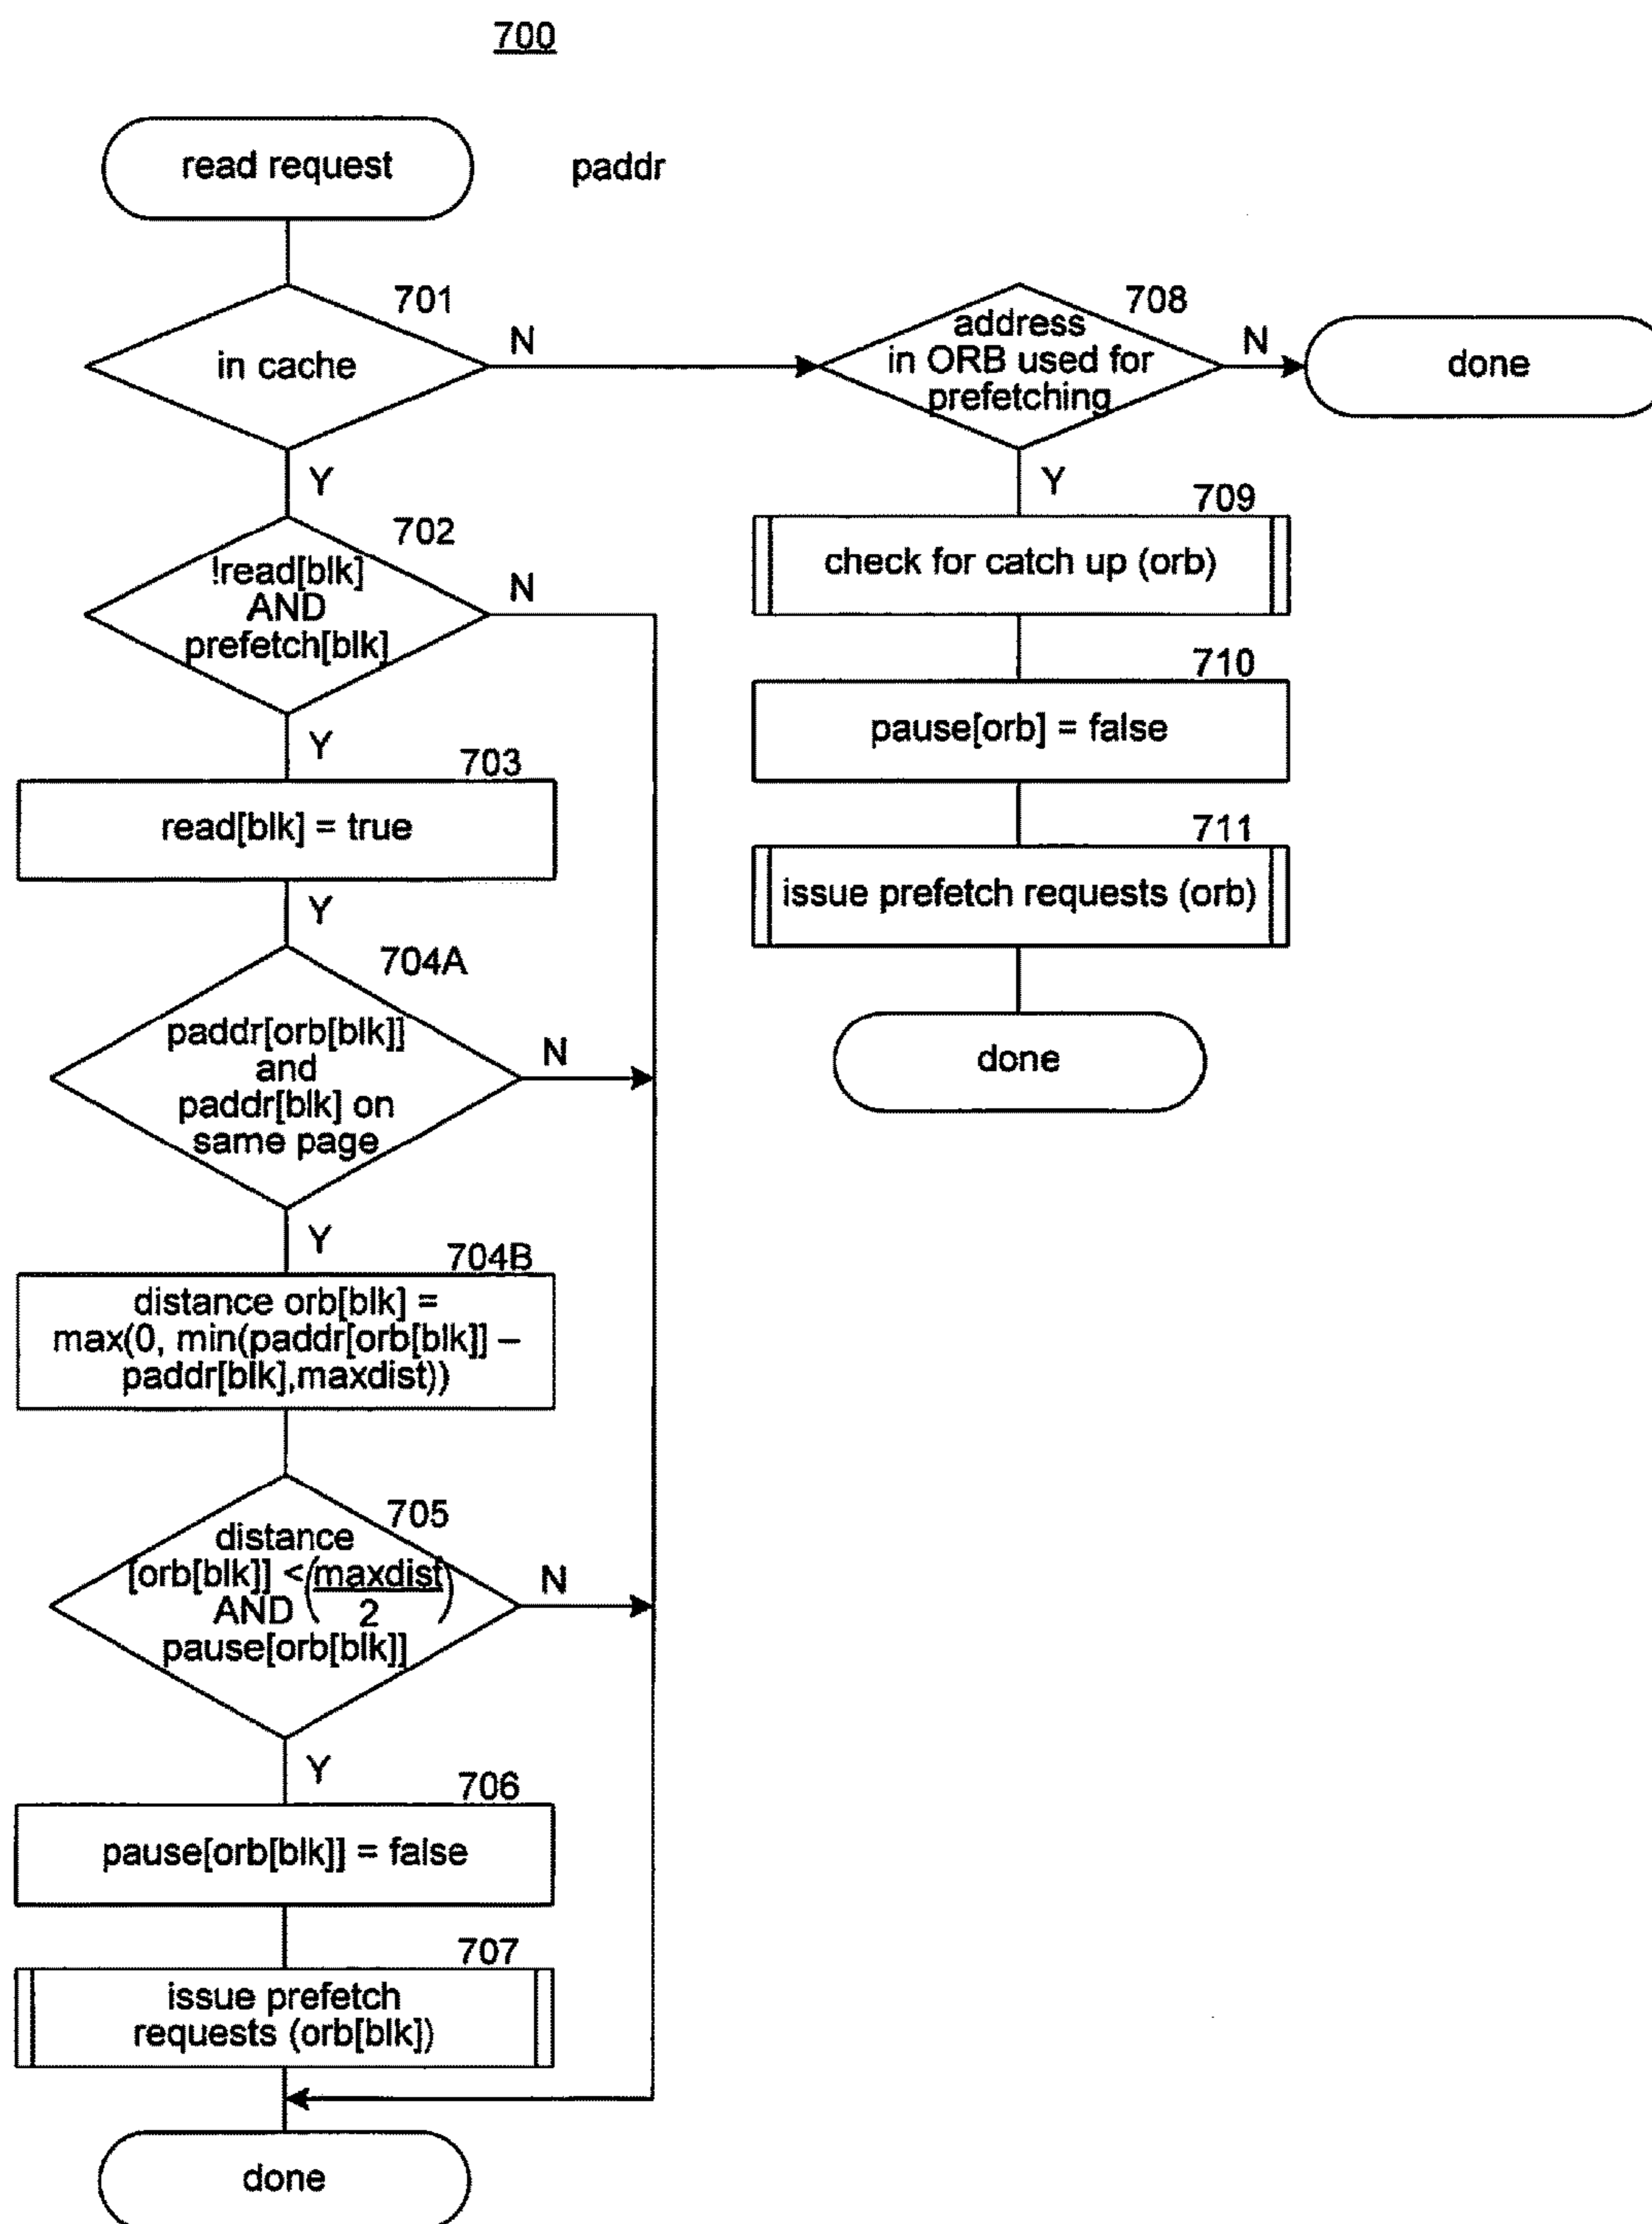 700
read request
paddr
701
in cache
N
Y
708
address
in ORB used for
prefetching
N
done
Y
702
!read[blk]
AND
prefetch[blk]
N
Y
703
read[blk] = true
Y
704A
paddr[orb[blk]]
and
paddr[blk] on
same page
N
Y
704B
distance orb[blk] =
max(0, min(paddr[orb[blk]] –
paddr[blk],maxdist))
705
distance
[orb[blk]] < (maxdist
AND 2)
pause[orb[blk]]
N
Y
706
pause[orb[blk]] = false
707
issue prefetch
requests (orb[blk])
done
709
check for catch up (orb)
710
pause[orb] = false
711
issue prefetch requests (orb)
done